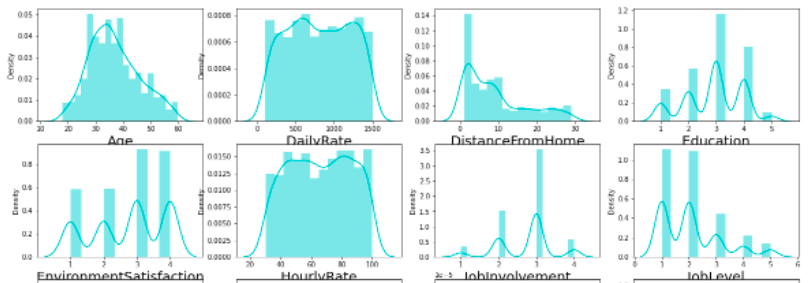 0.05 0.04 0.03 0.02 0.01 0.00 Density 10 20 30 40 50 60 Age
0.0008 0.0006 0.0004 0.0002 0.0000 Density 0 500 1000 1500 DailyRate
0.14 0.12 0.10 0.08 0.06 0.04 0.02 0.00 Density 0 10 20 30 DistanceFromHome
1.2 1.0 0.8 0.6 0.4 0.2 0.0 Density 1 2 3 4 5 Education
0.8 0.6 0.4 0.2 0.0 Density 1 2 3 4 EnvironmentSatisfaction
0.0150 0.0125 0.0100 0.0075 0.0050 0.0025 0.0000 Density 20 40 60 80 100 HourlyRate
3.5 3.0 2.5 2.0 1.5 1.0 0.5 0.0 Density 1 2 3 4 JobInvolvement
1.0 0.8 0.6 0.4 0.2 0.0 Density 0 1 2 3 4 5 6 JobLevel